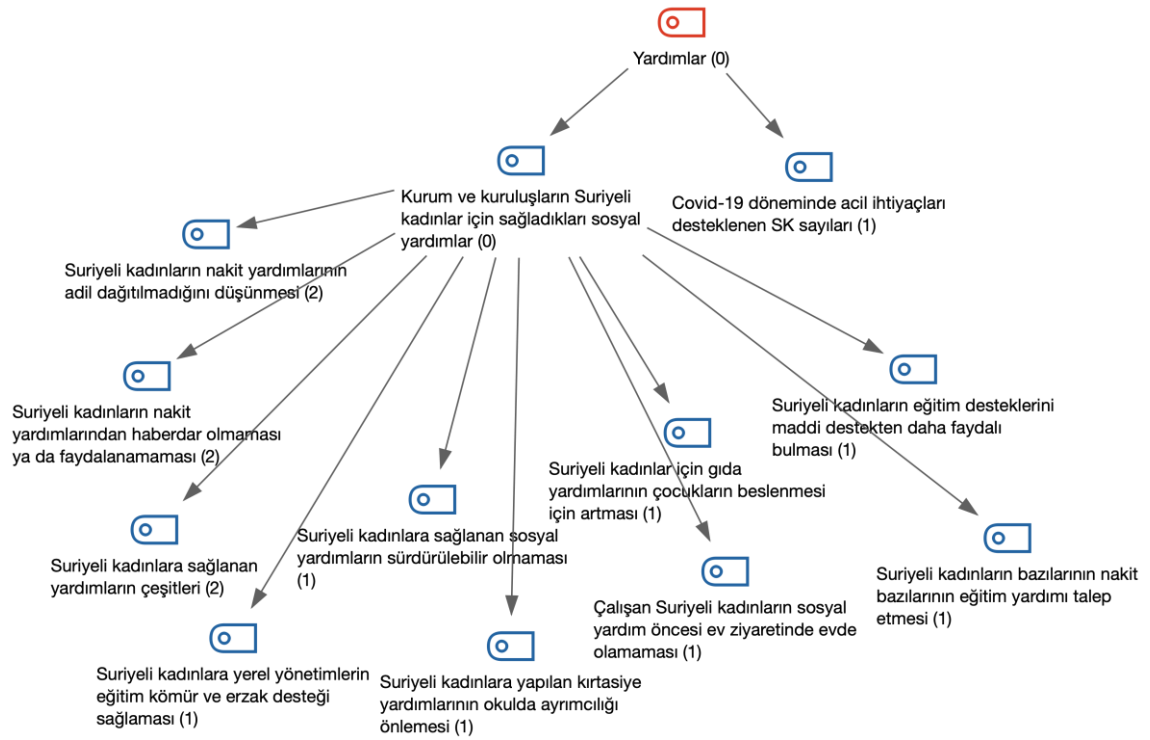 Yardımlar (0)
Kurum ve kuruluşların Suriyeli
kadınlar için sağladıkları sosyal
yardımlar (0)
Covid-19 döneminde acil ihtiyaçları
desteklenen SK sayıları (1)
Suriyeli kadınların nakit yardımlarının
adil dağıtılmadığını düşünmesi (2)
Suriyeli kadınların nakit
yardımlarından haberdar olmaması
ya da faydalanamaması (2)
Suriyeli kadınların eğitim desteklerini
maddi destekten daha faydalı
bulması (1)
Suriyeli kadınlar için gıda
yardımlarının çocukların beslenmesi
için artması (1)
Suriyeli kadınlara sağlanan sosyal
yardımların sürdürülebilir olmaması
(1)
Suriyeli kadınlara sağlanan
yardımların çeşitleri (2)
Suriyeli kadınların bazılarının nakit
bazılarının eğitim yardımı talep
etmesi (1)
Çalışan Suriyeli kadınların sosyal
yardım öncesi ev ziyaretinde evde
olamaması (1)
Suriyeli kadınlara yerel yönetimlerin
eğitim kömür ve erzak desteği
sağlaması (1)
Suriyeli kadınlara yapılan kırtasiye
yardımlarının okulda ayrımcılığı
önlemesi (1)